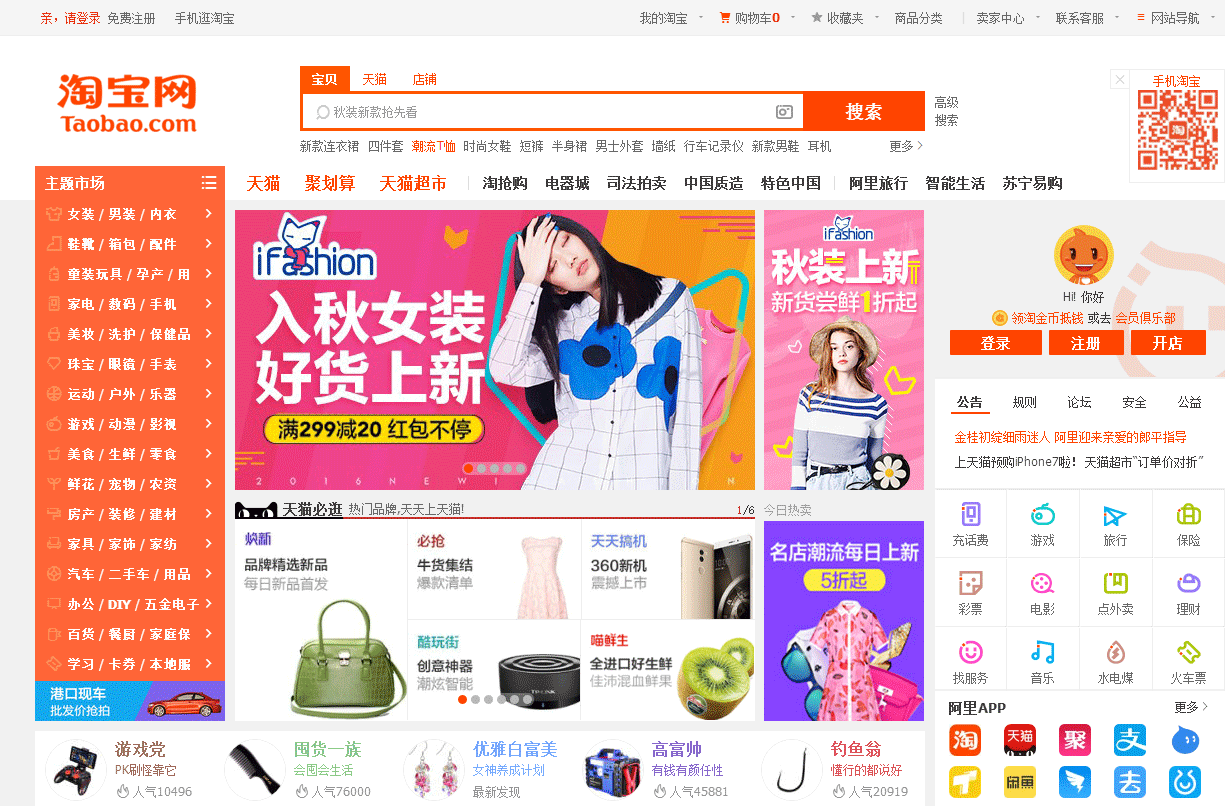 亲，请登录 免费注册 手机逛淘宝
我的淘宝 购物车0 收藏夹 商品分类 卖家中心 联系客服 网站导航
淘宝网
Taobao.com
宝贝 天猫 店铺
秋装新款抢先看
搜索
高级
搜索
手机淘宝
淘
新款连衣裙 四件套 潮流T恤 时尚女鞋 短裤 半身裙 男士外套 墙纸 行车记录仪 新款男鞋 耳机 更多
主题市场
天猫 聚划算 天猫超市 淘抢购 电器城 司法拍卖 中国质造 特色中国 阿里旅行 智能生活 苏宁易购
女装 / 男装 / 内衣
鞋靴 / 箱包 / 配件
童装玩具 / 孕产 / 用
家电 / 数码 / 手机
美妆 / 洗护 / 保健品
珠宝 / 眼镜 / 手表
运动 / 户外 / 乐器
游戏 / 动漫 / 影视
美食 / 生鲜 / 零食
鲜花 / 宠物 / 农资
房产 / 装修 / 建材
家具 / 家饰 / 家纺
汽车 / 二手车 / 用品
办公 / DIY / 五金电子
百货 / 餐厨 / 家庭保
学习 / 卡券 / 本地服
港口现车
批发价抢拍
iFashion
入秋女装
好货上新
满299减20 红包不停
2016NEWI
iFashion
秋装上新
新货尝鲜1折起
Hi! 你好
领淘金币抵钱 或去 会员俱乐部
登录 注册 开店
公告 规则 论坛 安全 公益
金桂初绽细雨迷人 阿里迎来亲爱的郎平指导
上天猫预购iPhone7啦！ 天猫超市“订单价对折”
天猫必逛 热门品牌,天天上天猫! 1/6
焕新
品牌精选新品
每日新品首发
必抢
牛货集结
爆款清单
天天搞机
360新机
震撼上市
酷玩街
创意神器
潮炫智能
喵鲜生
全进口好生鲜
佳沛混血鲜果
今日热卖
名店潮流每日上新
5折起
充话费 游戏 旅行 保险
彩票 电影 点外卖 理财
找服务 音乐 水电煤 火车票
阿里APP 更多
淘 天猫 聚 支
闲鱼 去
游戏党
PK刷怪靠它
人气10496
囤货一族
会囤会生活
人气76000
优雅白富美
女神养成计划
最新发现
高富帅
有钱有颜任性
人气45881
钓鱼翁
懂行的都说好
人气20919